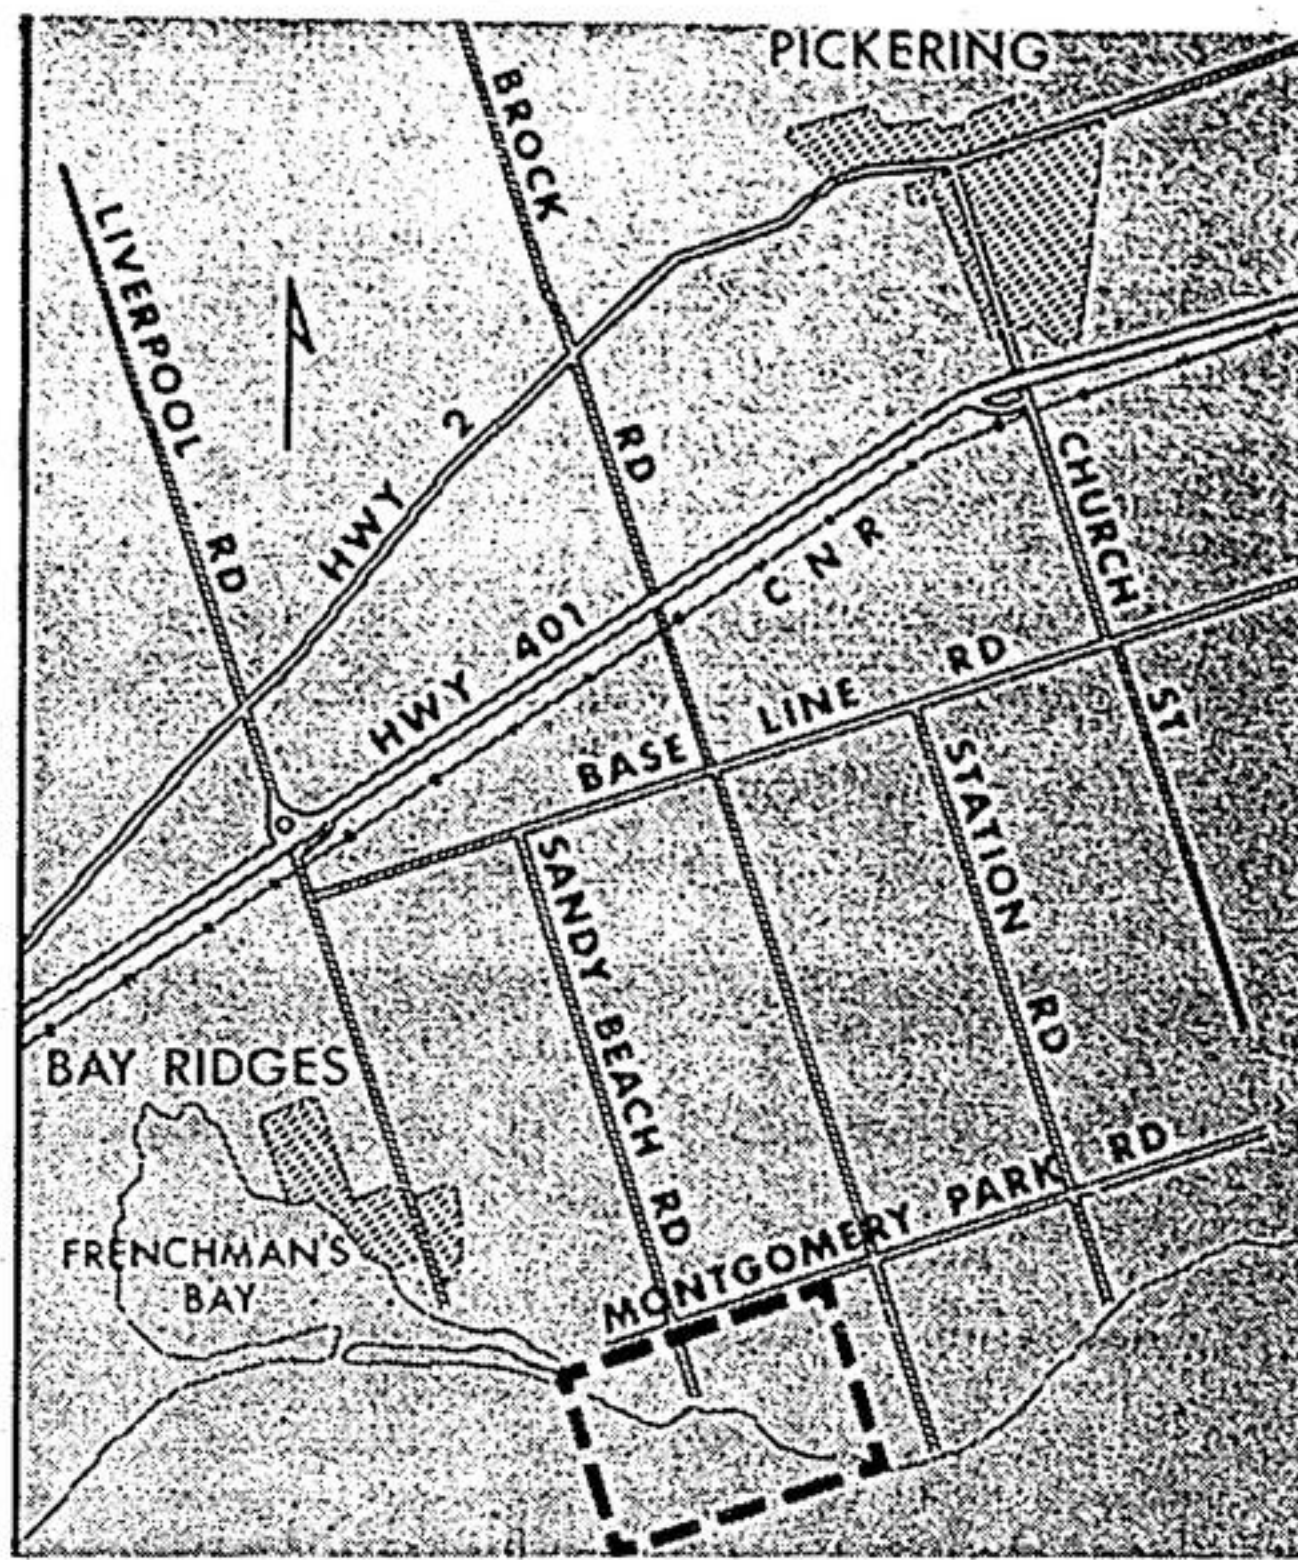 PICKERING
BROCK RD
LIVERPOOL RD
HWY 2
HWY 401
C N R
CHURCH ST
BASE LINE RD
STATION RD
SANDY BEACH RD
BAY RIDGES
MONTGOMERY PARK RD
FRENCHMAN'S
BAY